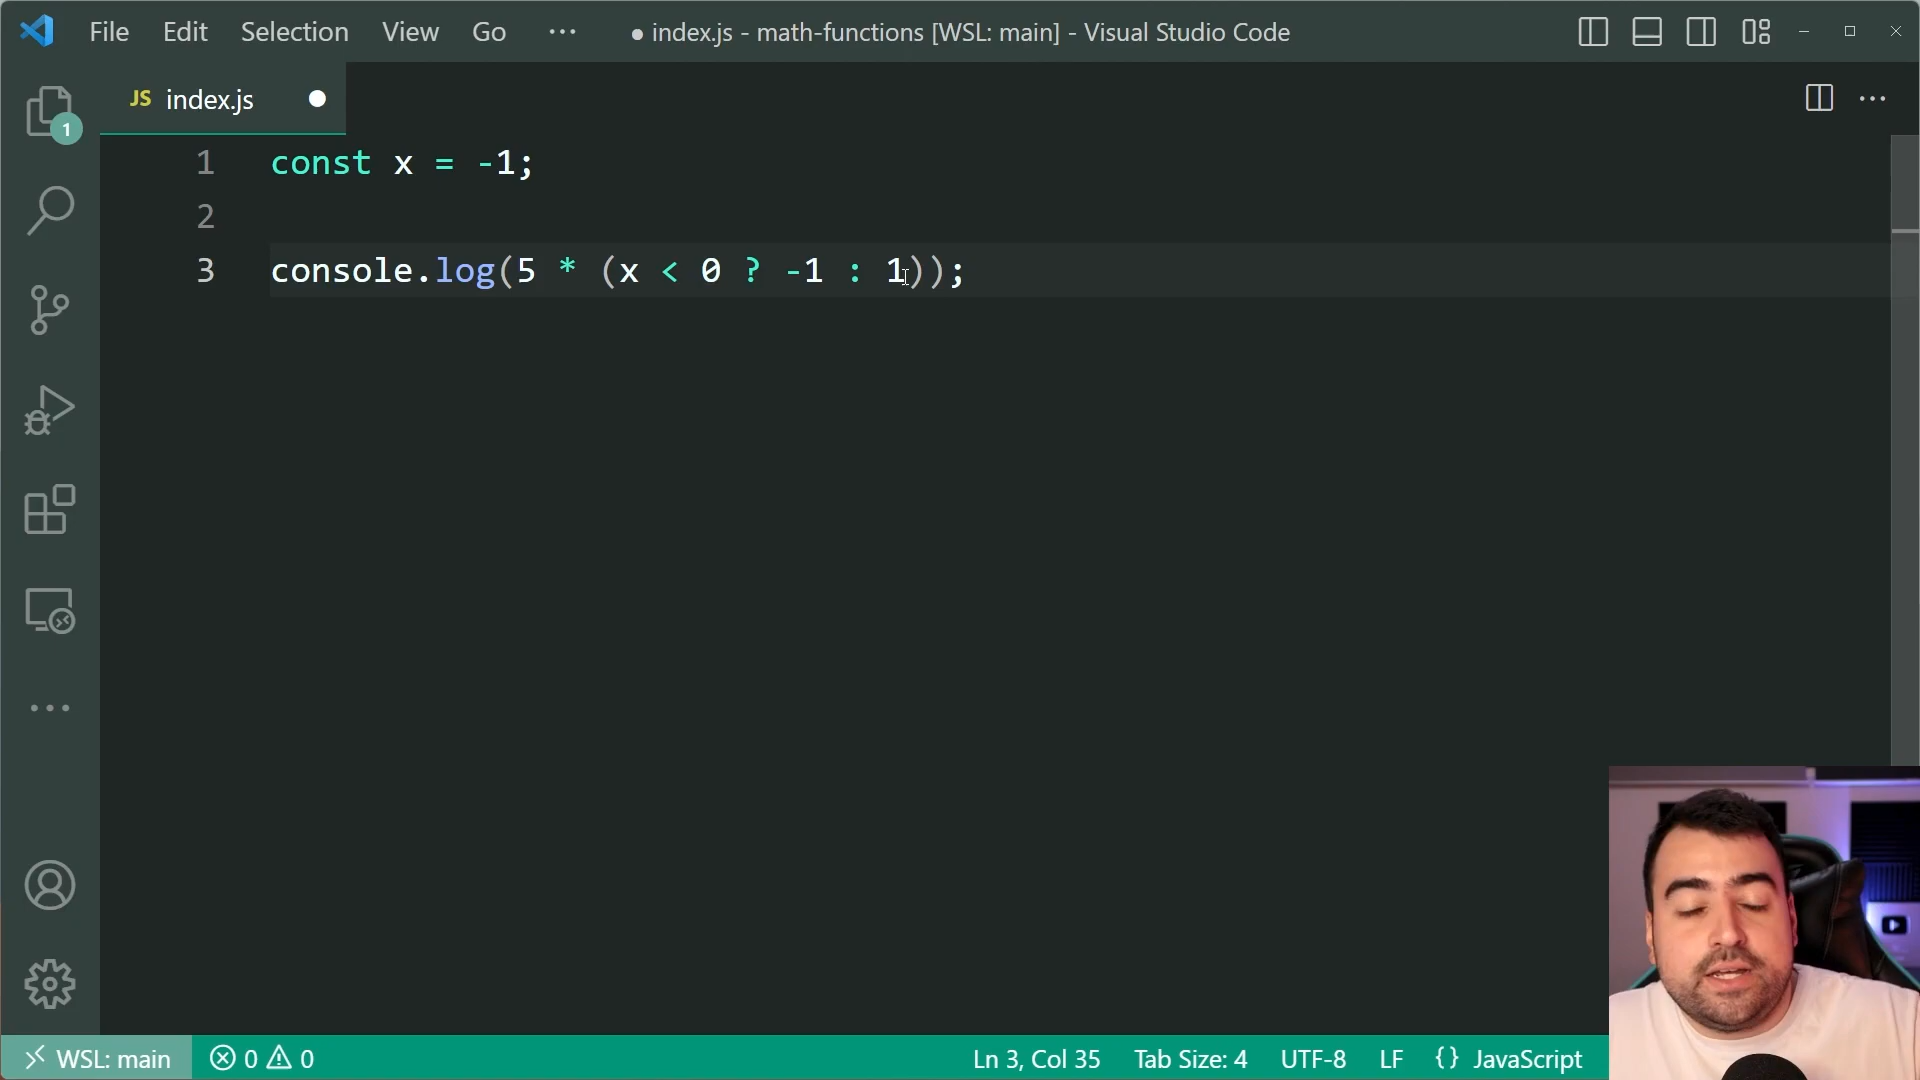 File Edit Selection View Go ··· ● index.js - math-functions [WSL: main] - Visual Studio Code
JS index.js
1
1 const x = -1;
2
3 console.log(5 * (x < 0 ? -1 : 1));
WSL: main 0 0 Ln 3, Col 35 Tab Size: 4 UTF-8 LF {} JavaScript